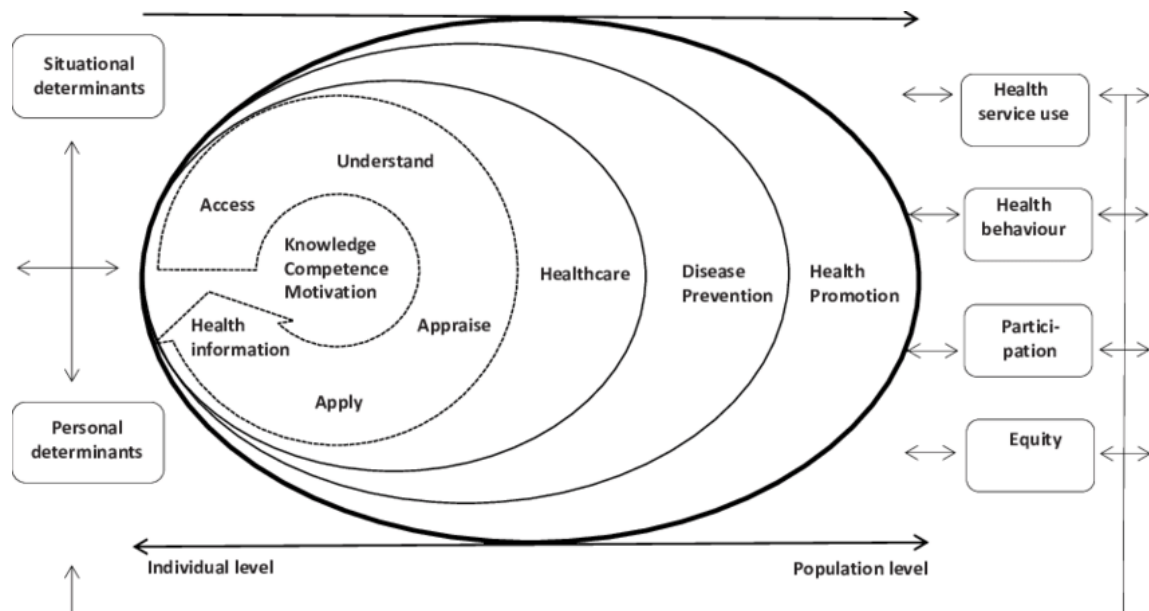 Situational
determinants
Personal
determinants
Access
Understand
Knowledge
Competence
Motivation
Health
information
Appraise
Apply
Healthcare
Disease
Prevention
Health
Promotion
Health
service use
Health
behaviour
Partici-
pation
Equity
Individual level
Population level